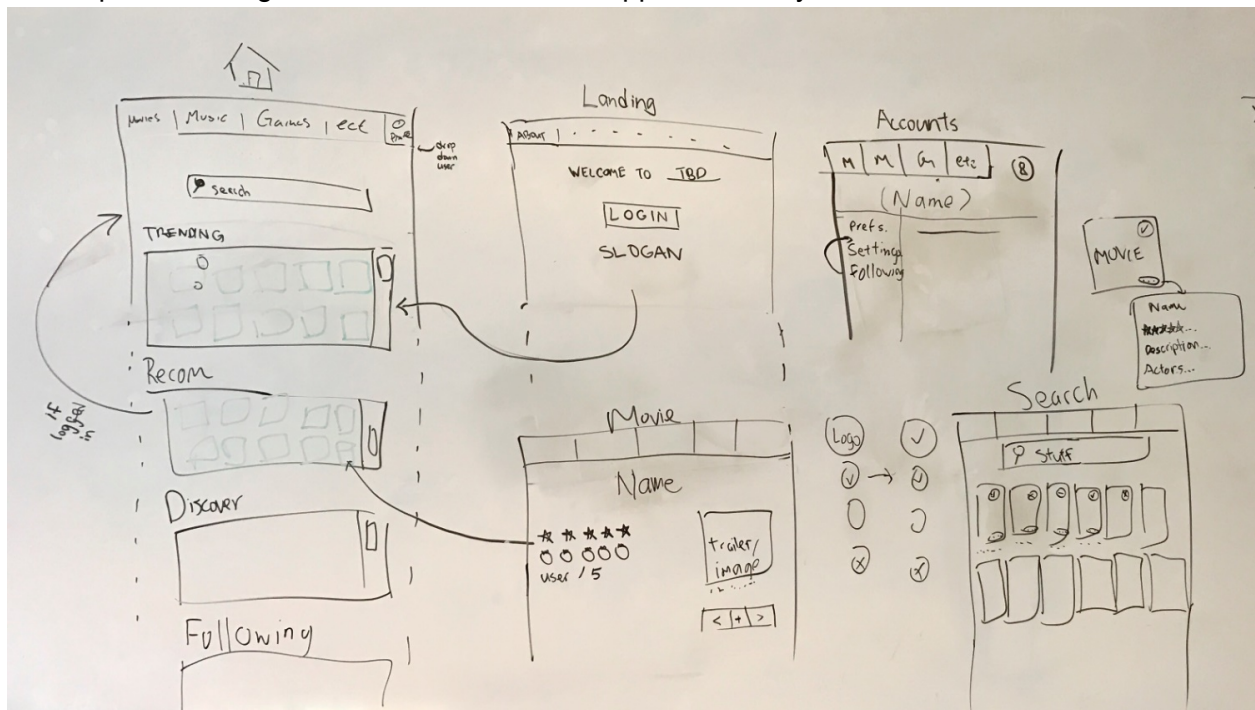 Movies | Music | Games | ect
drop
down
user
search
TRENDING
Recom
if
logged
in
Discover
Following
Landing
About
WELCOME TO TBD
LOGIN
SLOGAN
Movie
Name
user / 5
trailer/
image
< | + | >
Accounts
M | M | G | etc
(Name)
Prefs.
Settings
Following
MOVIE
Name
Description...
Actors...
Logo
Search
Stuff